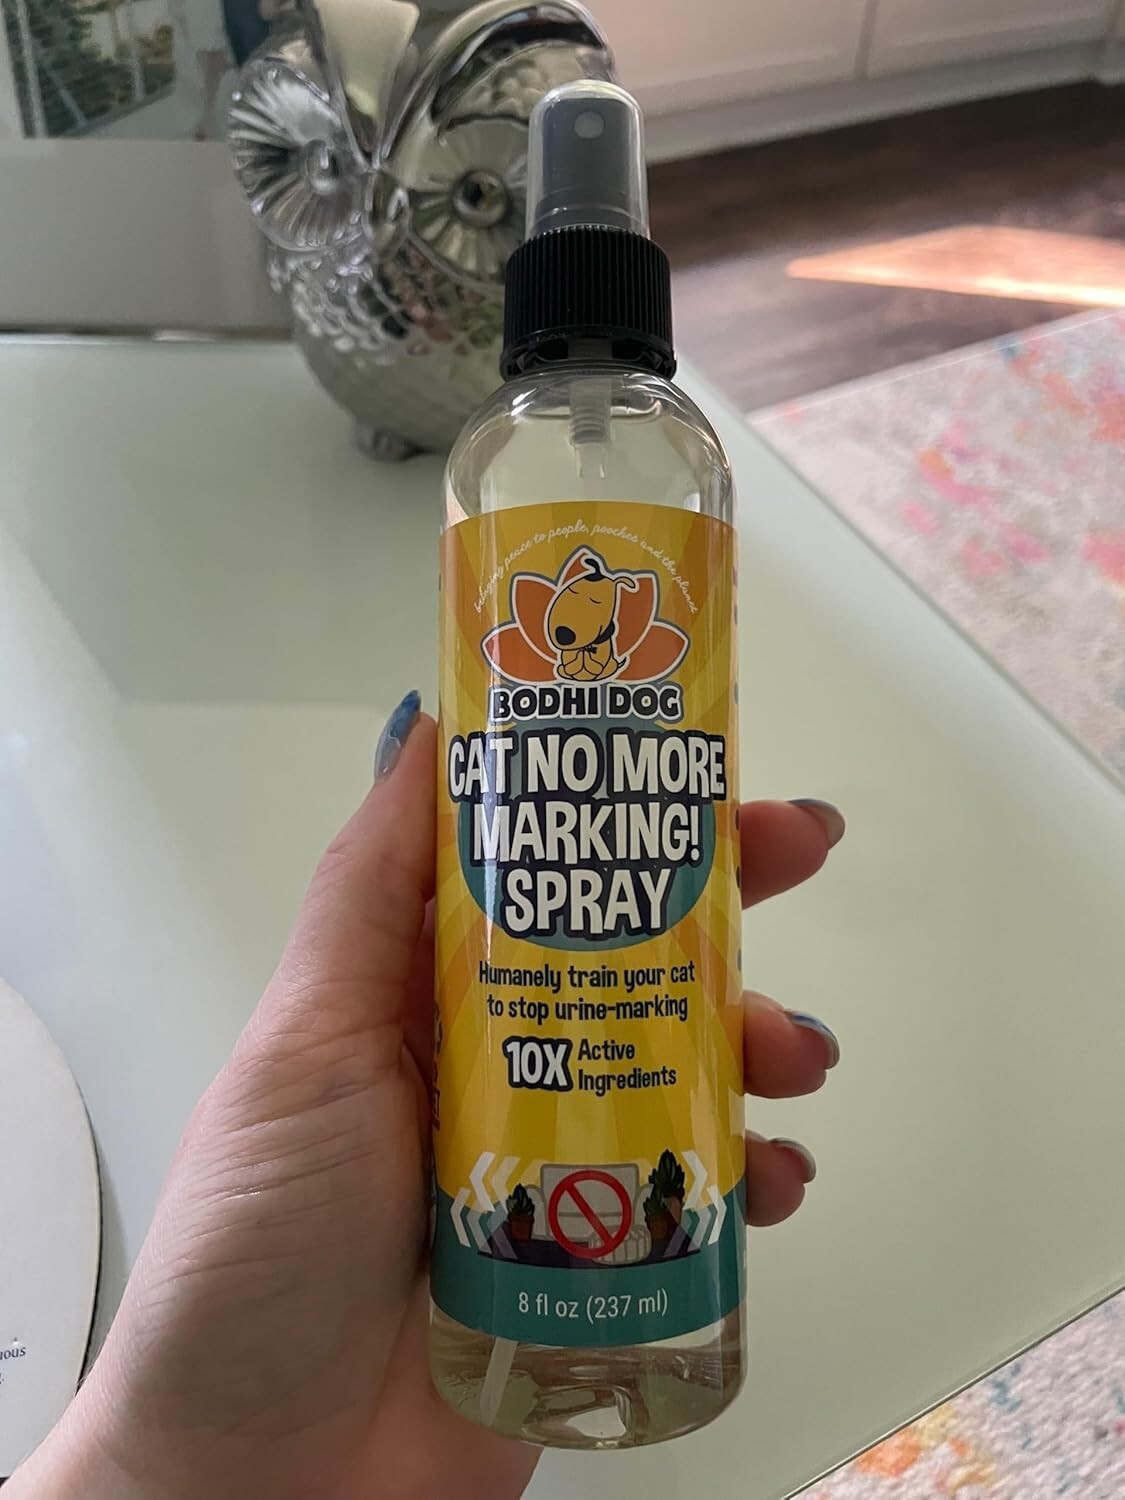 bringing peace to people, pooches and the planet
BODHI DOG
CAT NO MORE
MARKING!
SPRAY
Humanely train your cat
to stop urine-marking
10X Active
Ingredients
8 fl oz (237 ml)